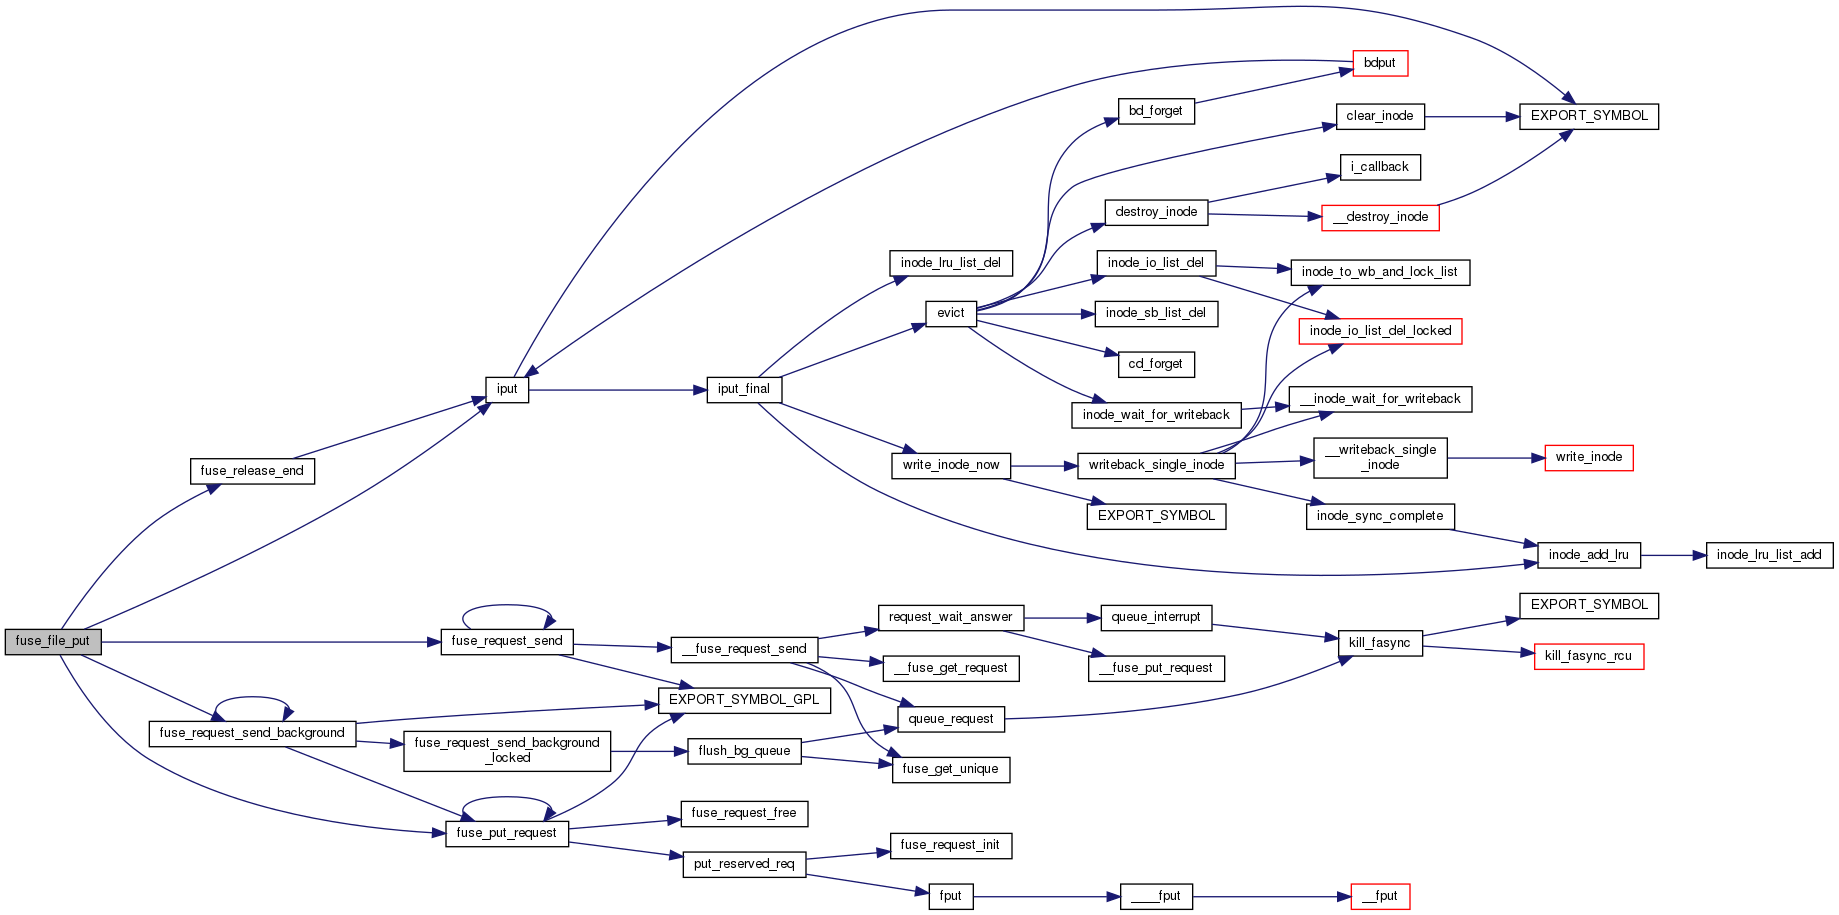 bdput
bd_forget
clear_inode
EXPORT_SYMBOL
i_callback
destroy_inode
__destroy_inode
inode_lru_list_del
inode_io_list_del
inode_to_wb_and_lock_list
evict
inode_sb_list_del
inode_io_list_del_locked
cd_forget
iput
iput_final
inode_wait_for_writeback
__inode_wait_for_writeback
fuse_release_end
write_inode_now
writeback_single_inode
__writeback_single
_inode
write_inode
EXPORT_SYMBOL
inode_sync_complete
inode_add_lru
inode_lru_list_add
fuse_file_put
fuse_request_send
__fuse_request_send
request_wait_answer
queue_interrupt
EXPORT_SYMBOL
kill_fasync
kill_fasync_rcu
__fuse_get_request
__fuse_put_request
EXPORT_SYMBOL_GPL
queue_request
fuse_request_send_background
fuse_request_send_background
_locked
flush_bg_queue
fuse_get_unique
fuse_put_request
fuse_request_free
put_reserved_req
fuse_request_init
fput
____fput
__fput